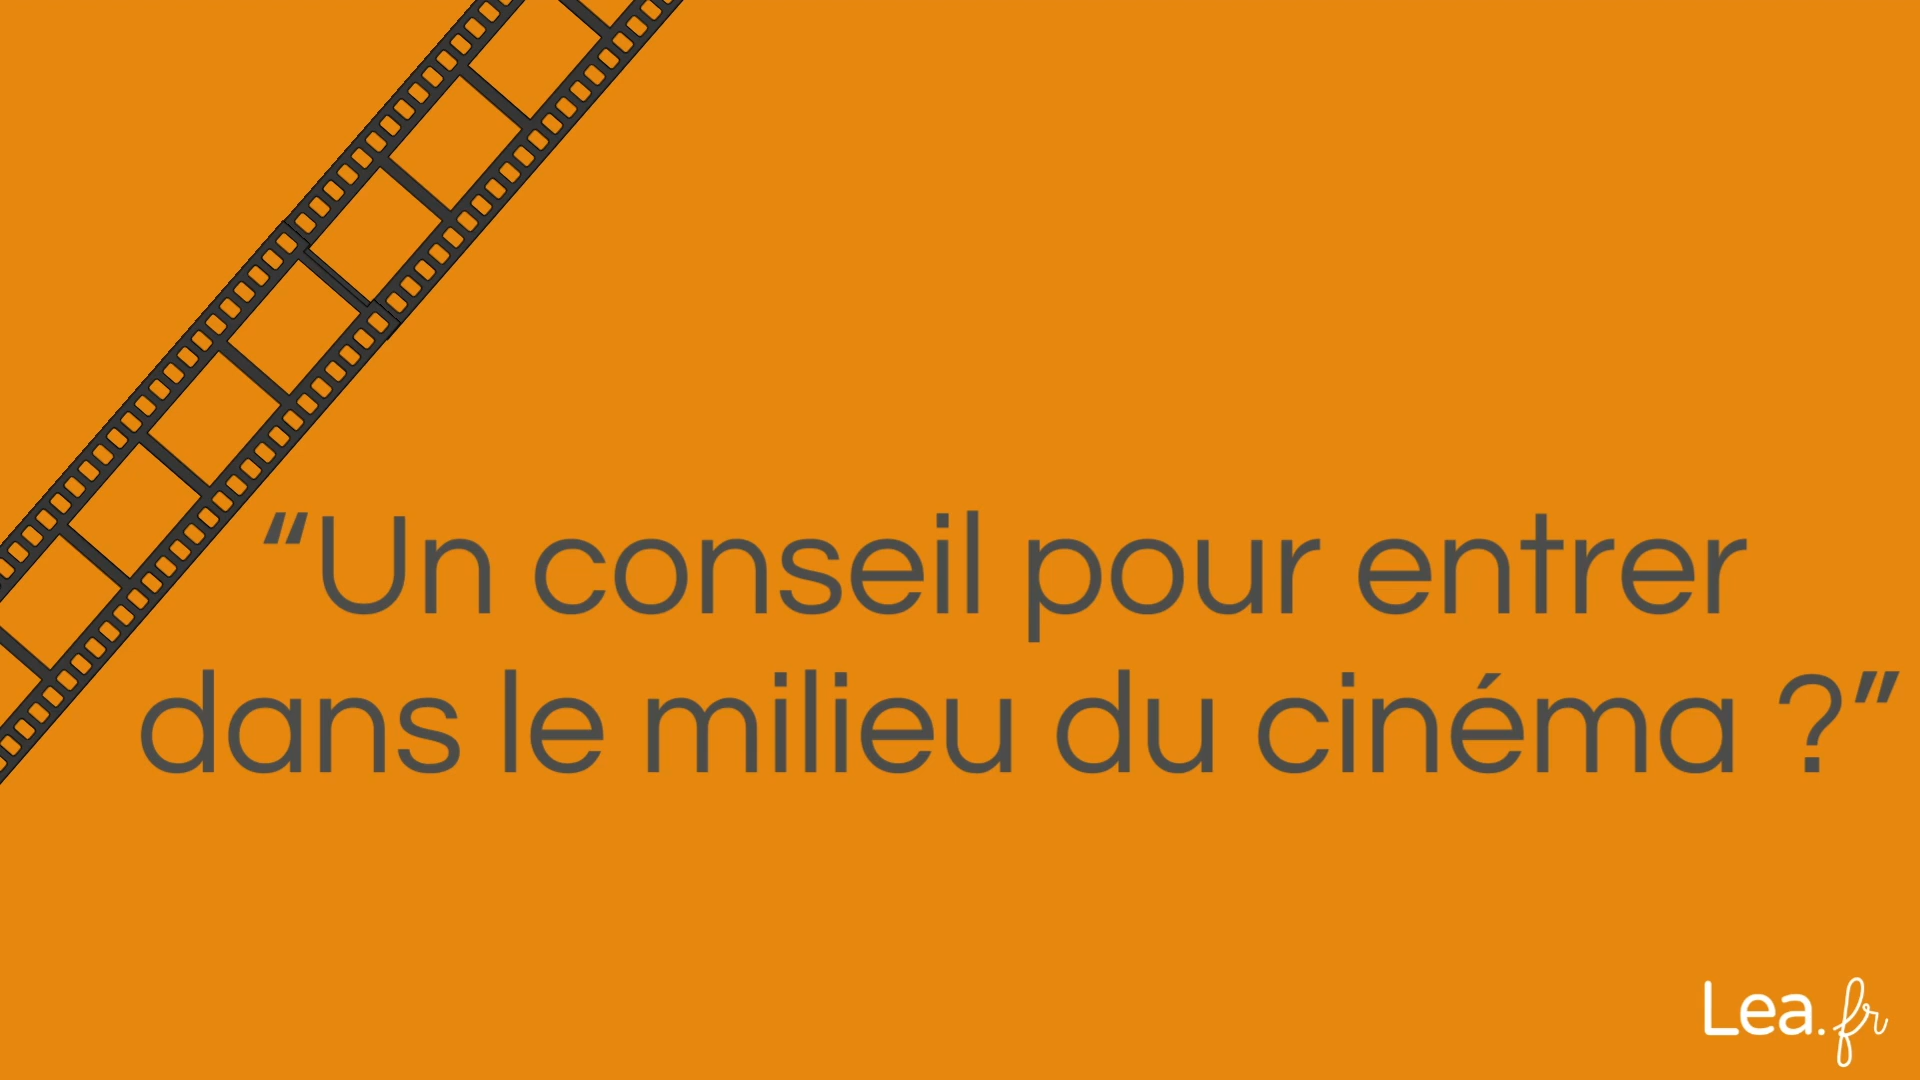 “Un conseil pour entrer
dans le milieu du cinéma ?”
Lea.fr